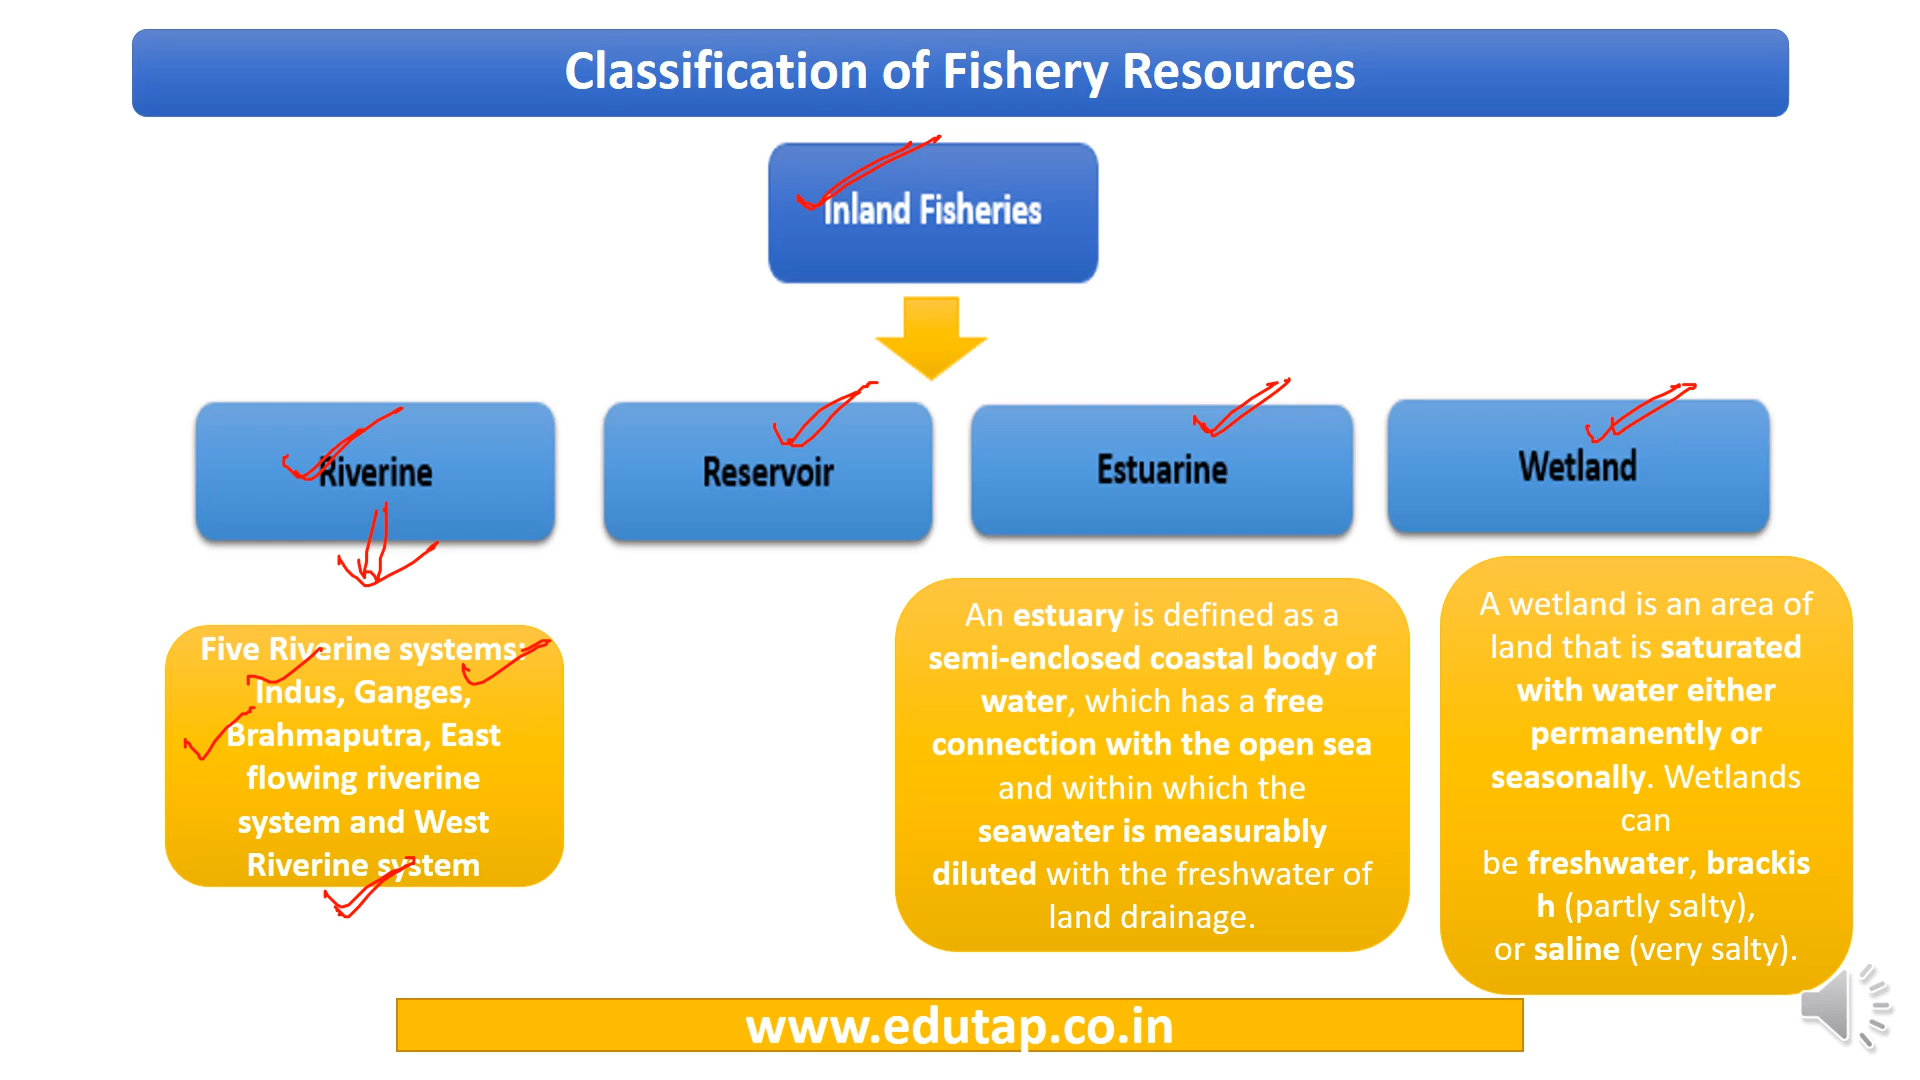 Classification of Fishery Resources
Inland Fisheries
Riverine
Reservoir
Estuarine
Wetland
Five Riverine systems:
Indus, Ganges,
Brahmaputra, East
flowing riverine
system and West
Riverine system
An estuary is defined as a
semi-enclosed coastal body of
water, which has a free
connection with the open sea
and within which the
seawater is measurably
diluted with the freshwater of
land drainage.
A wetland is an area of
land that is saturated
with water either
permanently or
seasonally. Wetlands
can
be freshwater, brackis
h (partly salty),
or saline (very salty).
www.edutap.co.in